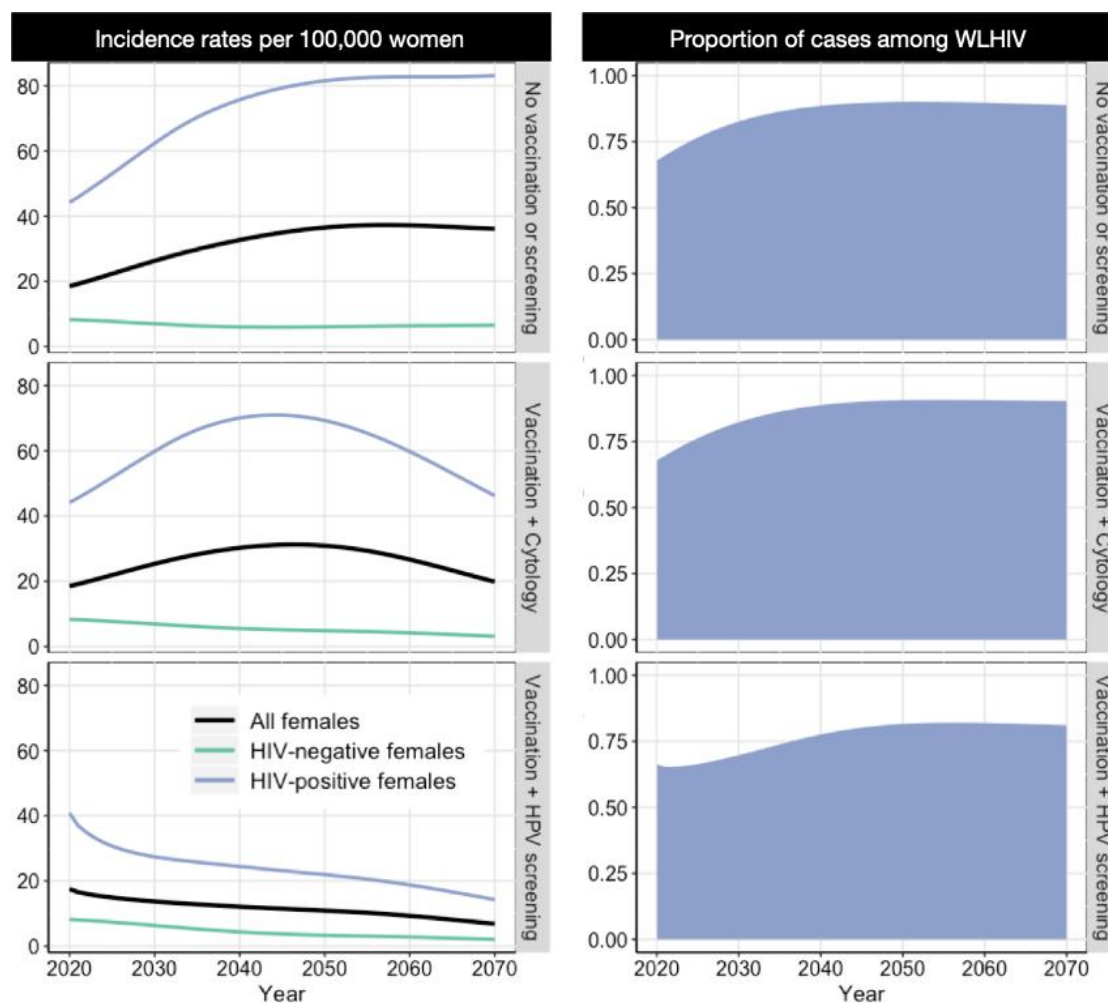 Incidence rates per 100,000 women
80
60
40
20
0
No vaccination or screening
80
60
40
20
0
Vaccination + Cytology
80
60
40
20
0
All females
HIV-negative females
HIV-positive females
Vaccination + HPV screening
2020 2030 2040 2050 2060 2070
Year
Proportion of cases among WLHIV
1.00
0.75
0.50
0.25
0.00
No vaccination or screening
1.00
0.75
0.50
0.25
0.00
Vaccination + Cytology
1.00
0.75
0.50
0.25
0.00
Vaccination + HPV screening
2020 2030 2040 2050 2060 2070
Year